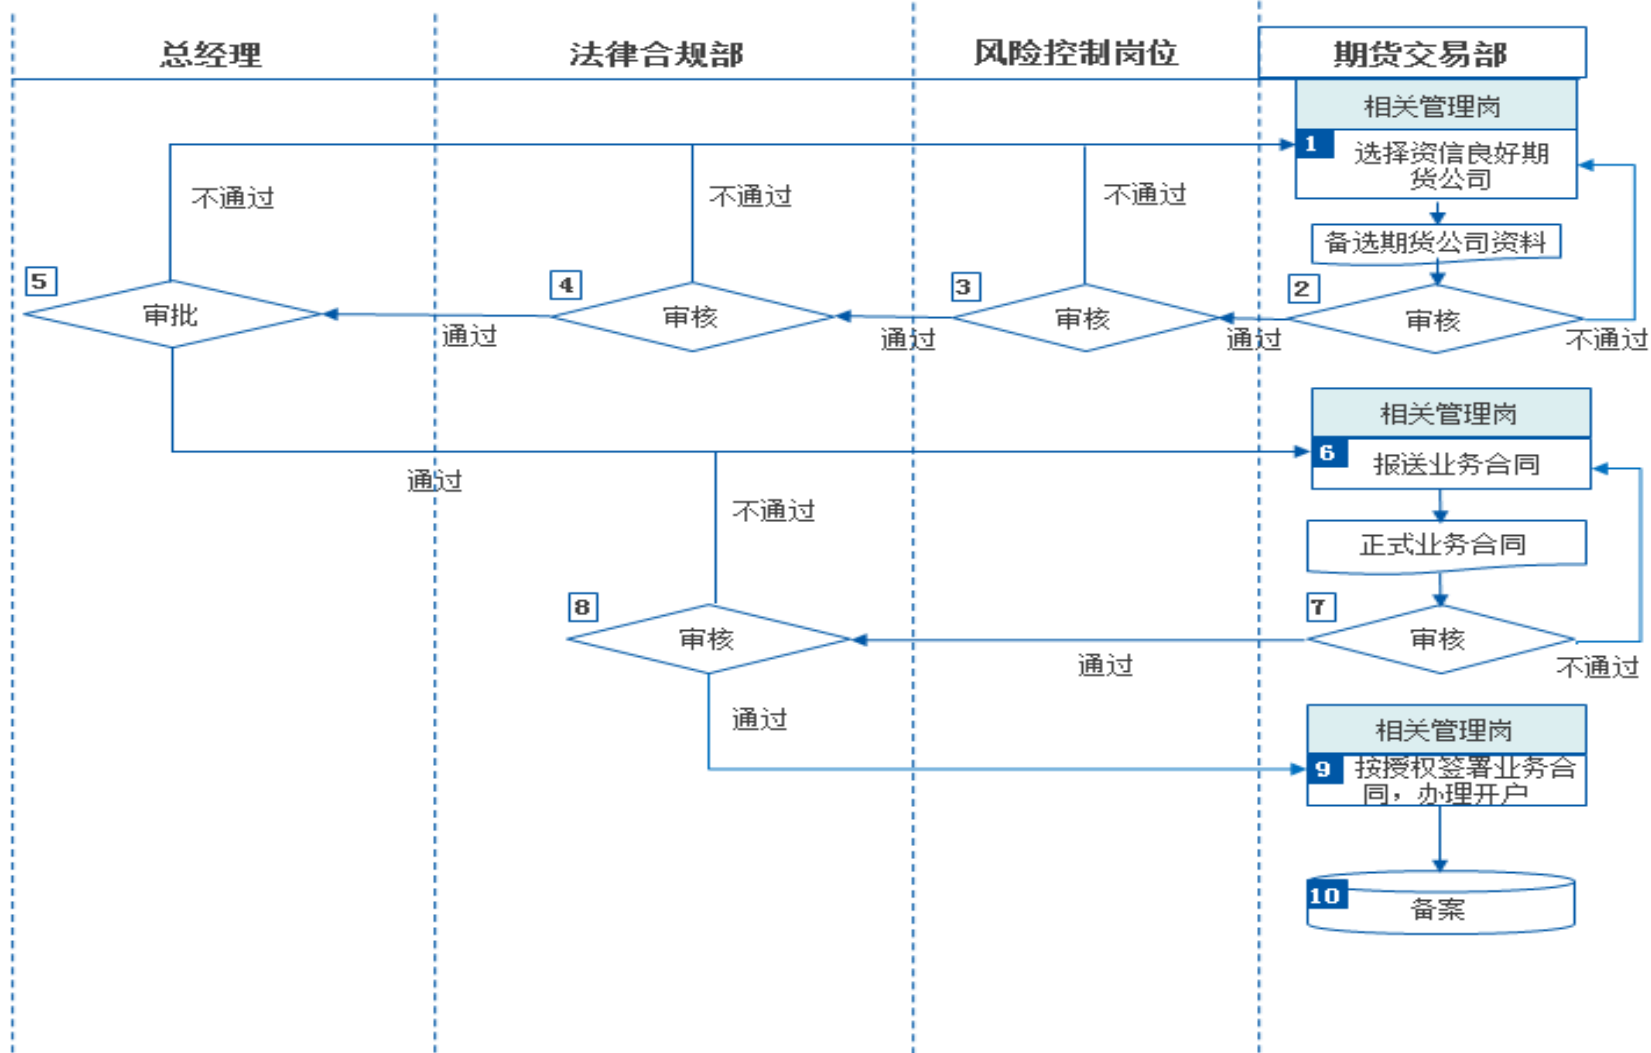 总经理
法律合规部
风险控制岗位
期货交易部
相关管理岗
1
选择资信良好期
货公司
不通过
不通过
不通过
备选期货公司资料
5
4
3
2
审批
审核
审核
审核
通过
通过
通过
不通过
相关管理岗
6
报送业务合同
通过
不通过
正式业务合同
8
7
审核
审核
通过
不通过
通过
相关管理岗
9
按授权签署业务合
同，办理开户
10
备案